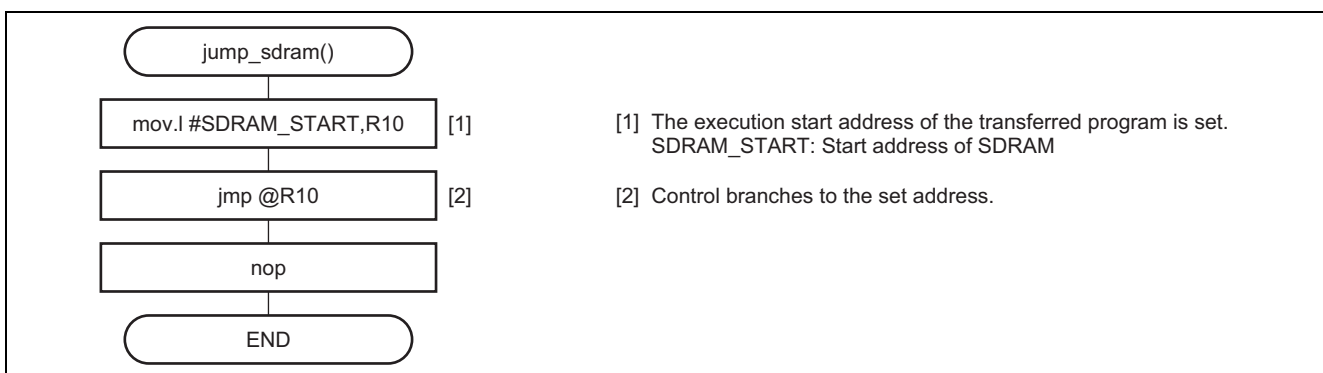 jump_sdram()
mov.l #SDRAM_START,R10 [1]
[1] The execution start address of the transferred program is set.
SDRAM_START: Start address of SDRAM
jmp @R10 [2]
[2] Control branches to the set address.
nop
END